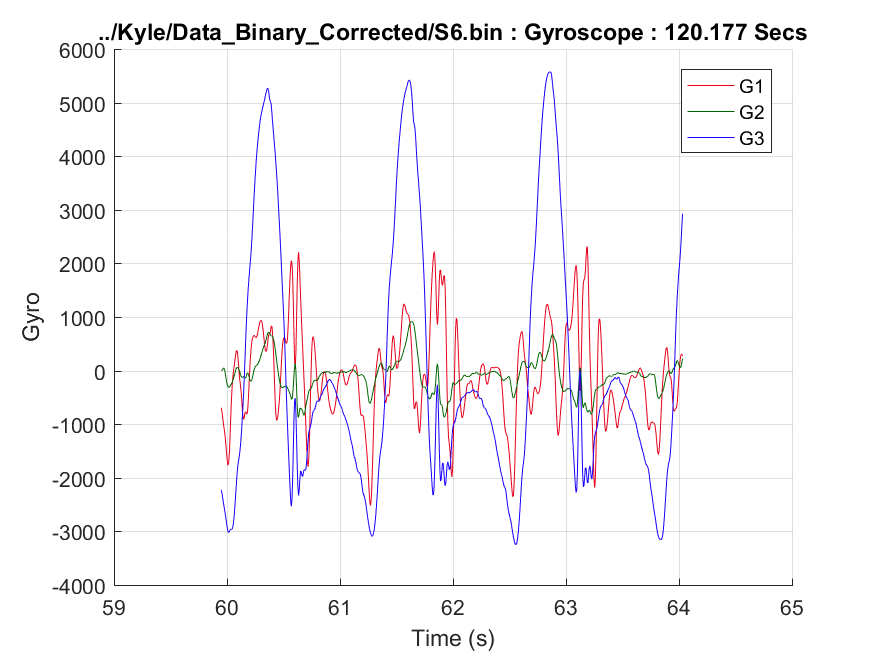 ../Kyle/Data_Binary_Corrected/S6.bin : Gyroscope : 120.177 Secs
6000
5000
4000
3000
2000
1000
0
-1000
-2000
-3000
-4000
Gyro
G1
G2
G3
59 60 61 62 63 64 65
Time (s)